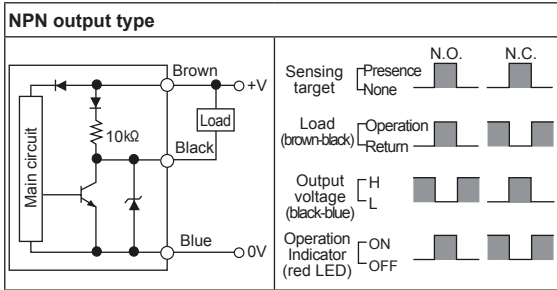 NPN output type
Main circuit
10kΩ
Brown
+V
Load
Black
Blue
0V
N.O. N.C.
Sensing target Presence
None
Load (brown-black) Operation
Return
Output voltage (black-blue) H
L
Operation Indicator (red LED) ON
OFF